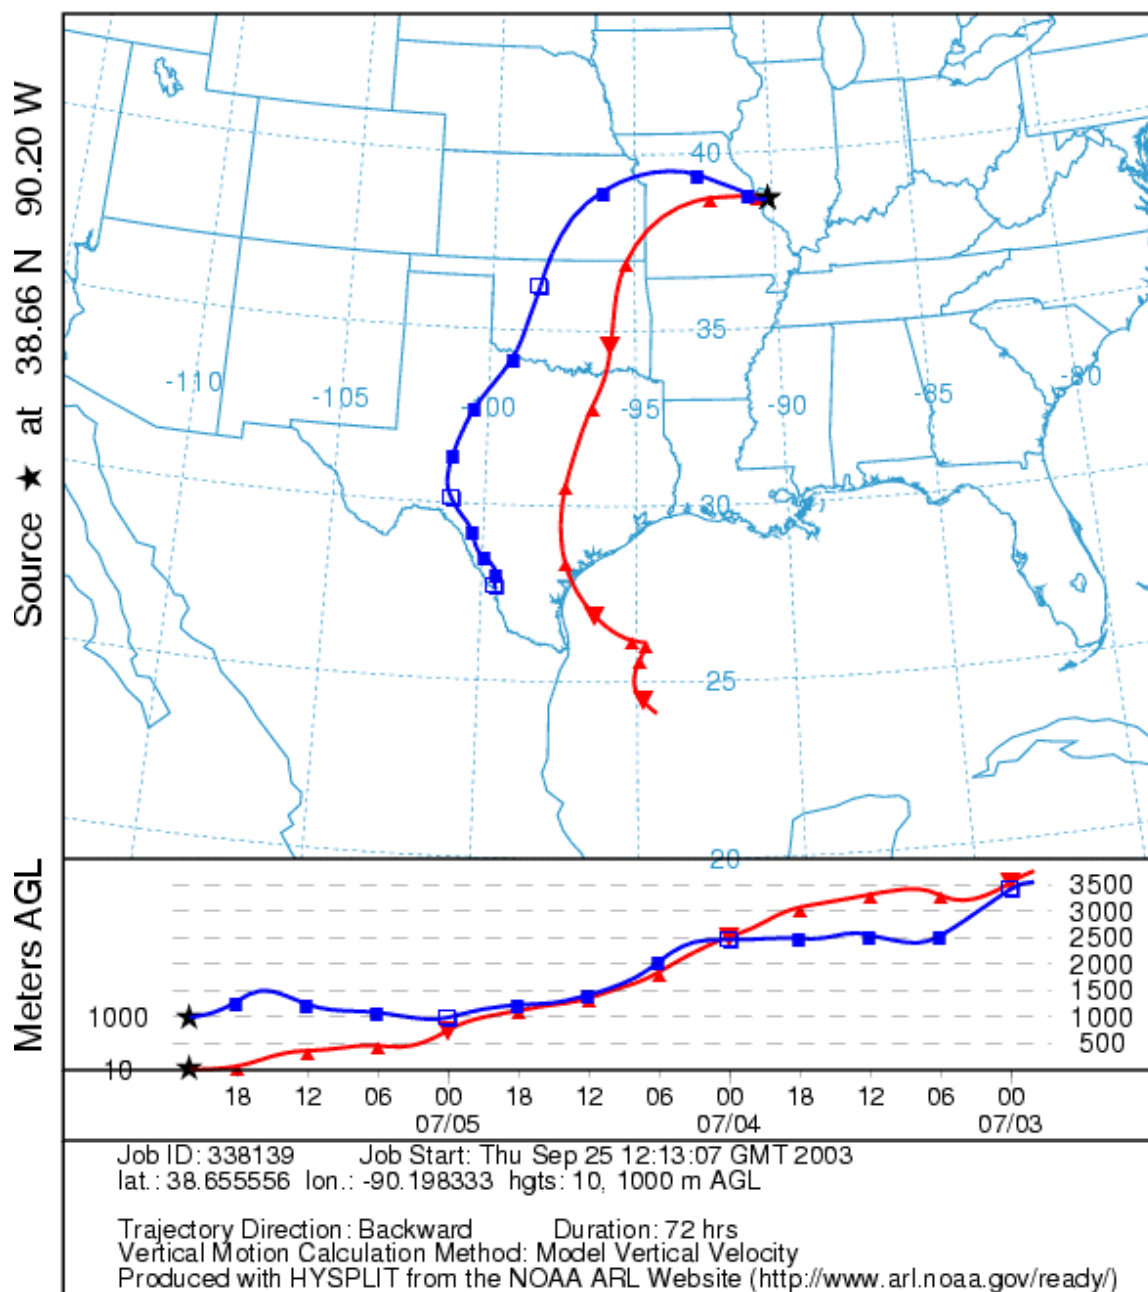 Source ★ at 38.66 N 90.20 W
40
35
-110
-105
-100
-95
-90
-85
-80
30
25
20
Meters AGL
3500
3000
2500
2000
1500
1000
1000
500
10
18 12 06 00 18 12 06 00 18 12 06 00
07/05 07/04 07/03
Job ID: 338139 Job Start: Thu Sep 25 12:13:07 GMT 2003
lat.: 38.655556 lon.: -90.198333 hgts: 10, 1000 m AGL
Trajectory Direction: Backward Duration: 72 hrs
Vertical Motion Calculation Method: Model Vertical Velocity
Produced with HYSPLIT from the NOAA ARL Website (http://www.arl.noaa.gov/ready/)